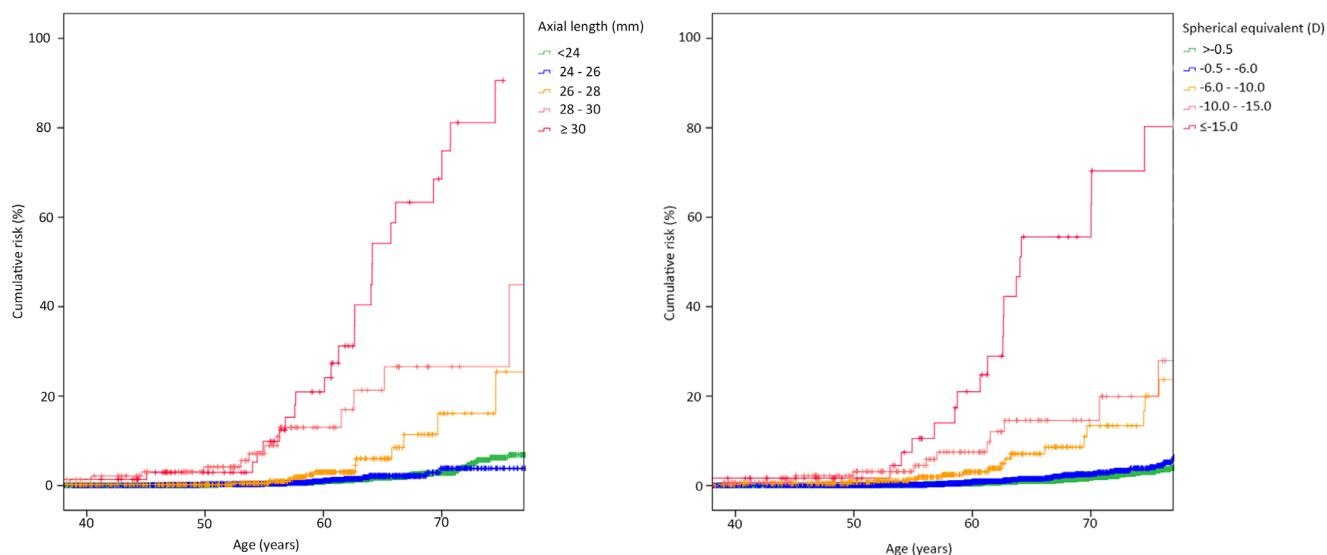 Axial length (mm)
<24
24 - 26
26 - 28
28 - 30
≥ 30
100
80
60
40
20
0
Cumulative risk (%)
40
50
60
70
Age (years)
Spherical equivalent (D)
>-0.5
-0.5 - -6.0
-6.0 - -10.0
-10.0 - -15.0
≤-15.0
100
80
60
40
20
0
Cumulative risk (%)
40
50
60
70
Age (years)